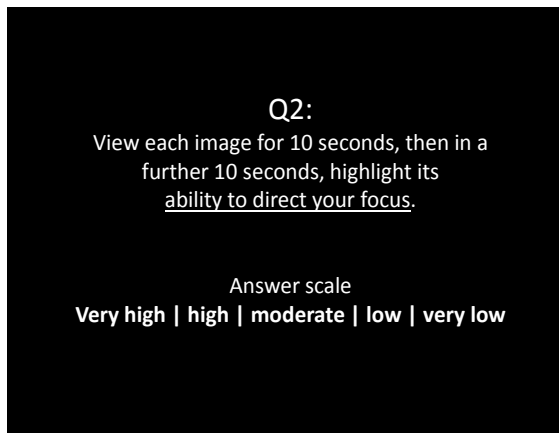 Q2:
View each image for 10 seconds, then in a
further 10 seconds, highlight its
ability to direct your focus.
Answer scale
Very high | high | moderate | low | very low